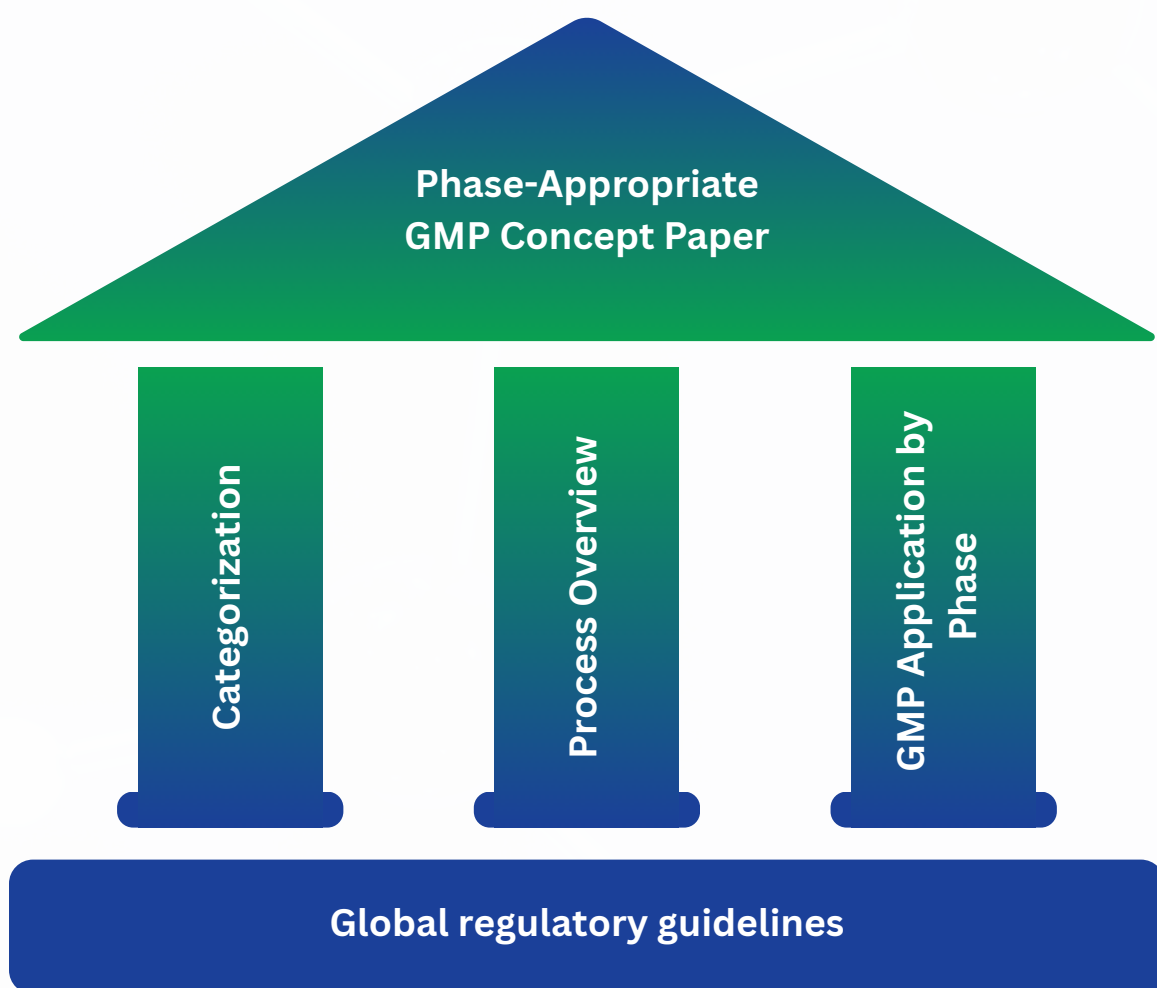 Phase-Appropriate
GMP Concept Paper
Categorization
Process Overview
GMP Application by
Phase
Global regulatory guidelines